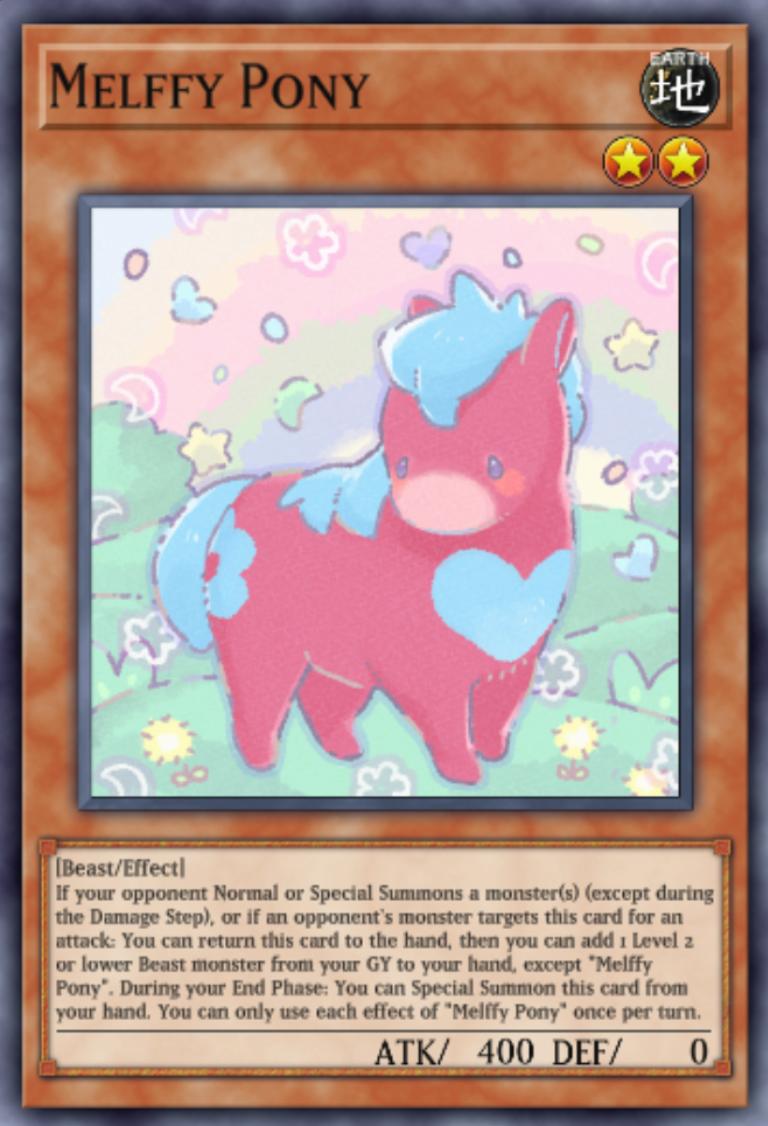 MELFFY PONY
EARTH
地
[Beast/Effect]
If your opponent Normal or Special Summons a monster(s) (except during
the Damage Step), or if an opponent's monster targets this card for an
attack: You can return this card to the hand, then you can add 1 Level 2
or lower Beast monster from your GY to your hand, except "Melffy
Pony". During your End Phase: You can Special Summon this card from
your hand. You can only use each effect of "Melffy Pony" once per turn.
ATK/ 400 DEF/ 0